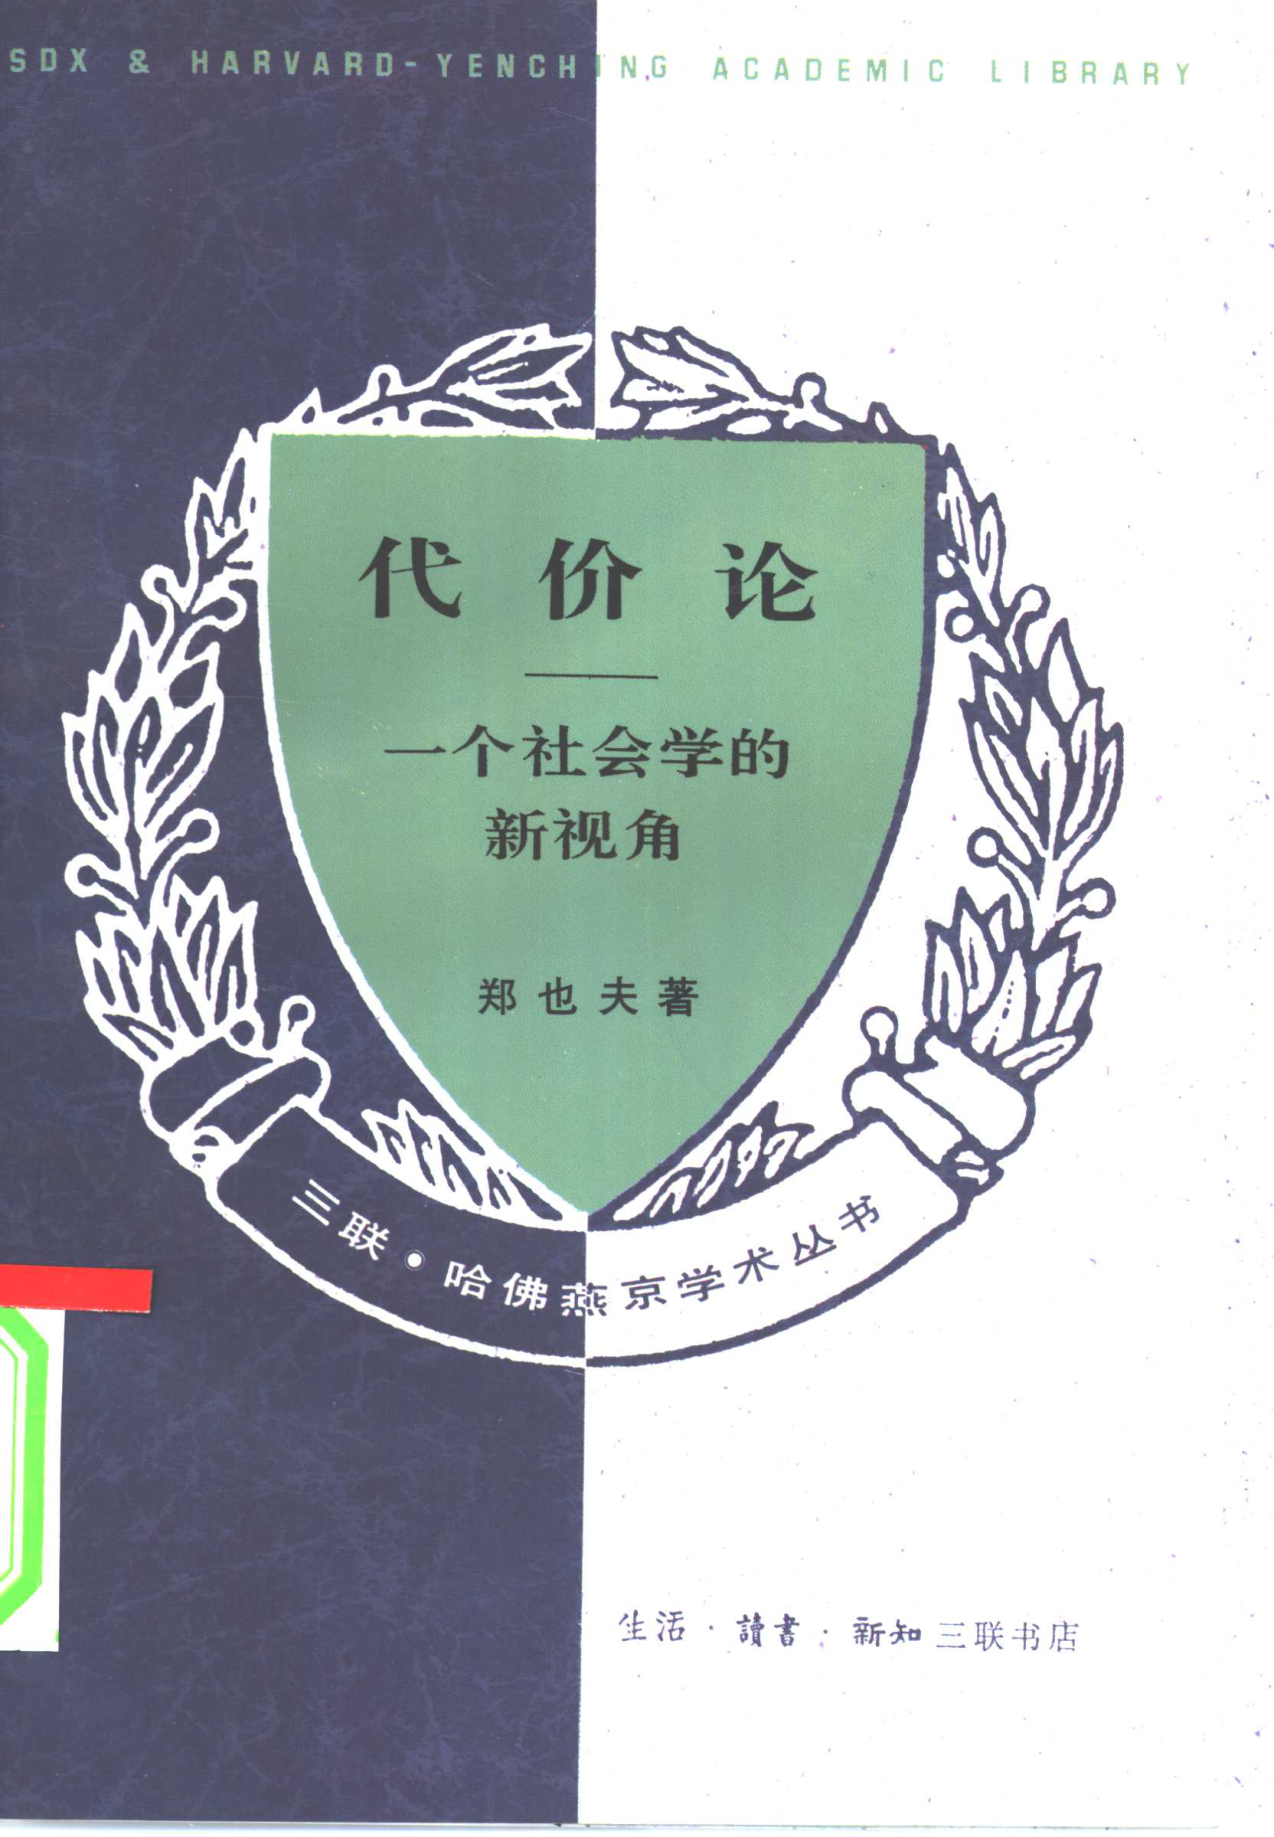 SDX & HARVARD-YENCHING ACADEMIC LIBRARY
代价论
一个社会学的
新视角
郑也夫著
三联·哈佛燕京学术丛书
生活·讀書·新知三联书店